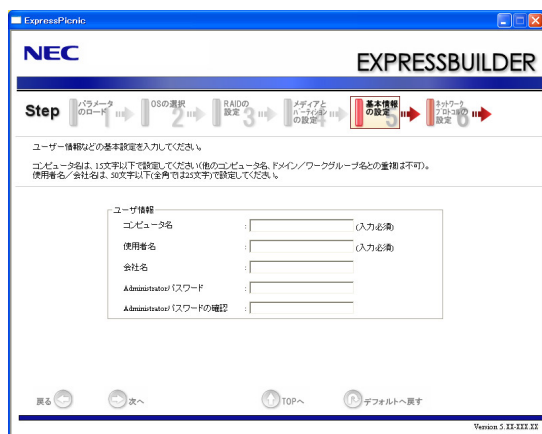 ExpressPicnic
NEC
EXPRESSBUILDER
Step
パラメータのロード 1
OSの選択 2
RAIDの設定 3
メディアとパーティションの設定 4
基本情報の設定 5
ネットワークプロトコルの設定 6
ユーザー情報などの基本設定を入力してください。
コンピュータ名は、15文字以下で設定してください(他のコンピュータ名、ドメイン/ワークグループ名との重複は不可)。
使用者名/会社名は、50文字以下(全角では25文字)で設定してください。
ユーザ情報
コンピュータ名 : (入力必須)
使用者名 : (入力必須)
会社名 :
Administratorパスワード :
Administratorパスワードの確認 :
戻る 次へ TOPへ デフォルトへ戻す
Version 5.XX-XXX.XX